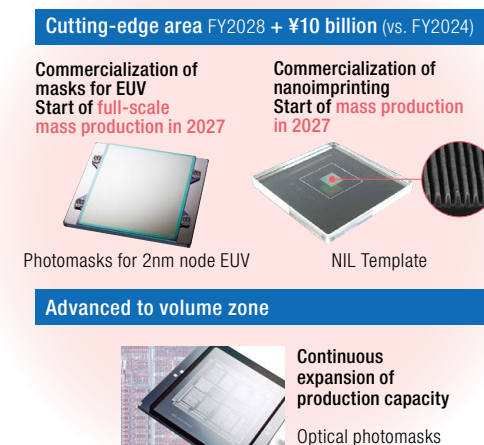 Cutting-edge area FY2028 + ¥10 billion (vs. FY2024)
Commercialization of
masks for EUV
Start of full-scale
mass production in 2027
Commercialization of
nanoimprinting
Start of mass production
in 2027
Photomasks for 2nm node EUV
NIL Template
Advanced to volume zone
Continuous
expansion of
production capacity
Optical photomasks